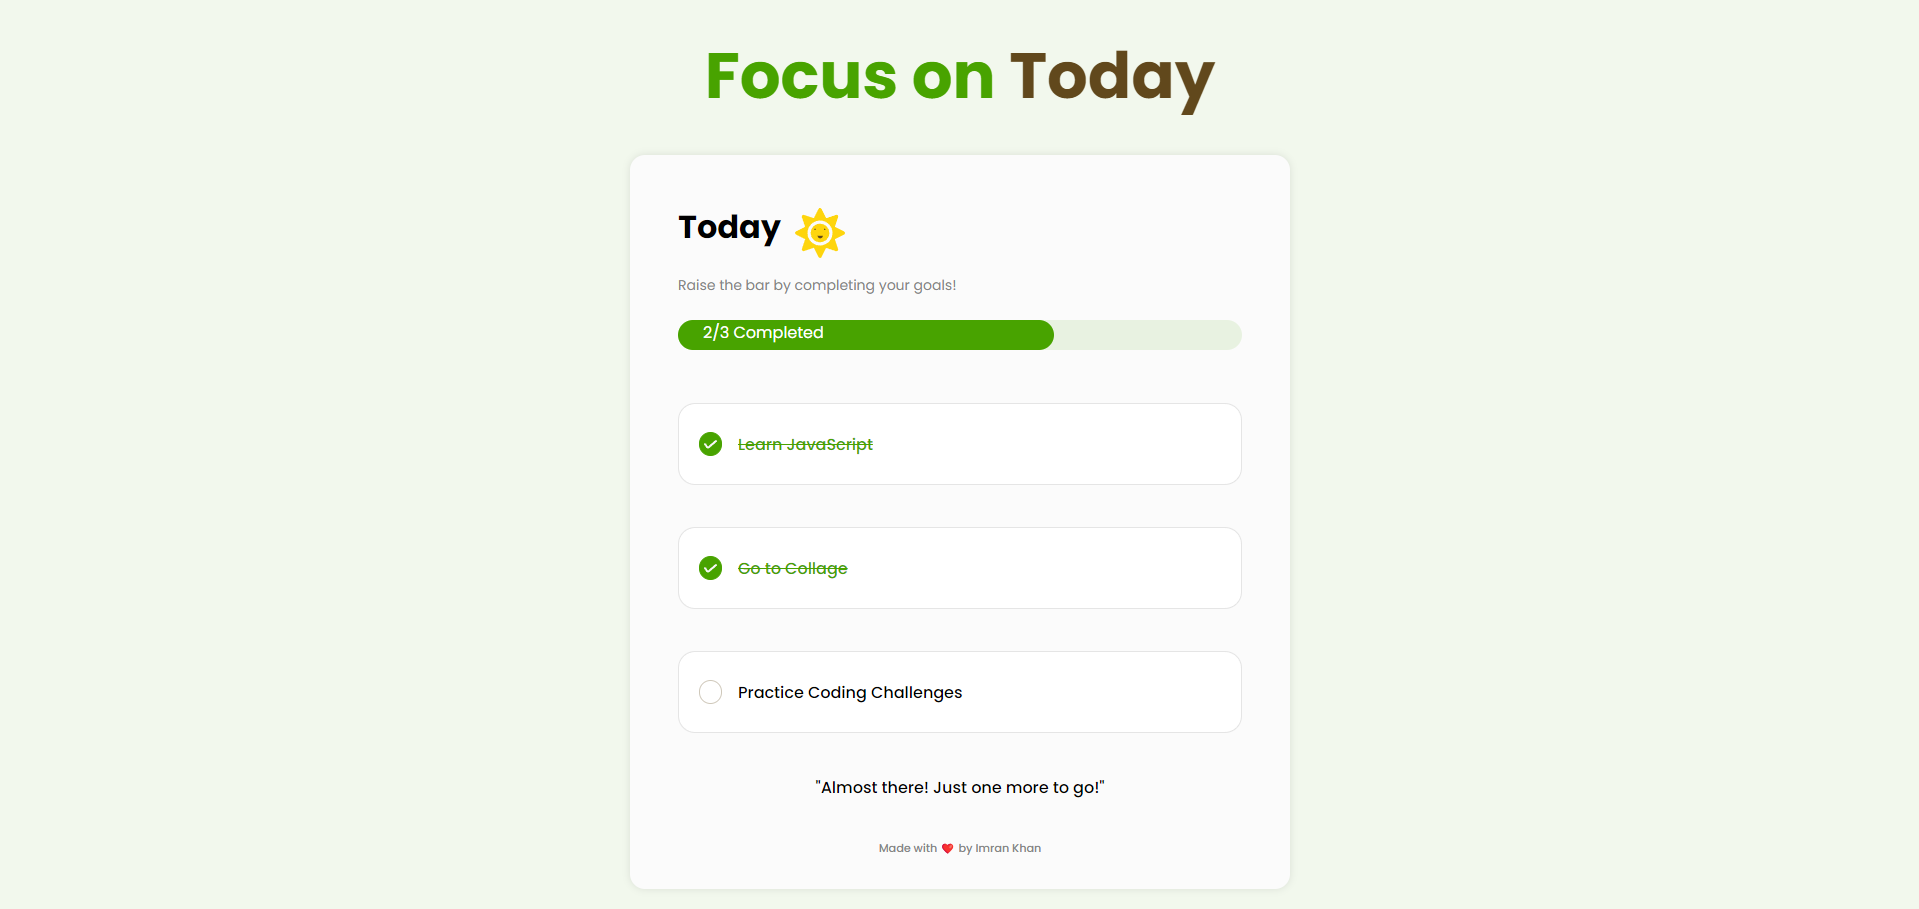 Focus on Today
Today
Raise the bar by completing your goals!
2/3 Completed
Learn JavaScript
Go to Collage
Practice Coding Challenges
"Almost there! Just one more to go!"
Made with ❤️ by Imran Khan